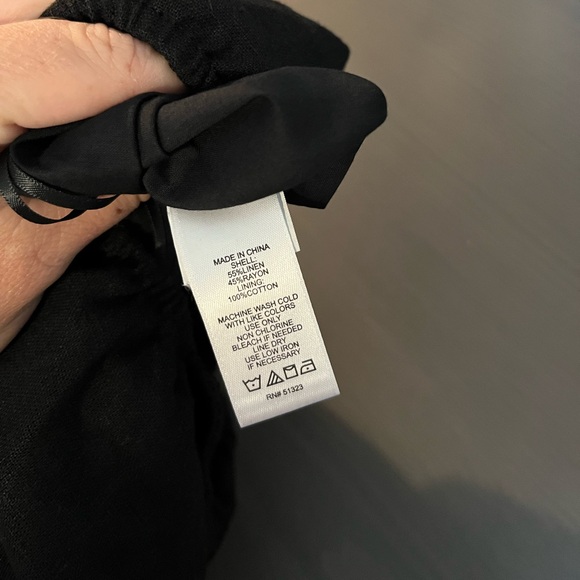 MADE IN CHINA
SHELL:
55%LINEN
45%RAYON
LINING:
100%COTTON
MACHINE WASH COLD
WITH LIKE COLORS
USE ONLY
NON CHLORINE
BLEACH IF NEEDED
LINE DRY
USE LOW IRON
IF NECESSARY
RN# 51323